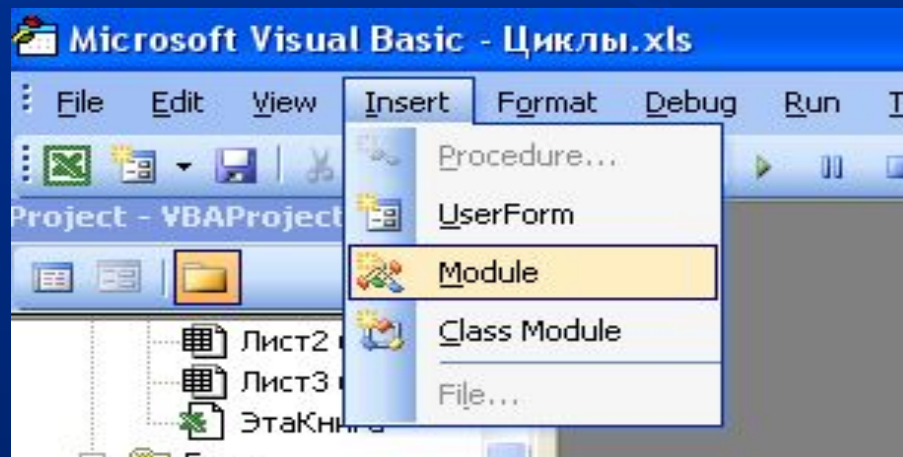 Microsoft Visual Basic - Циклы.xls
File Edit View Insert Format Debug Run
Procedure...
Project - VBAProject
UserForm
Module
Class Module
Лист2
Лист3
File...
ЭтаКнига